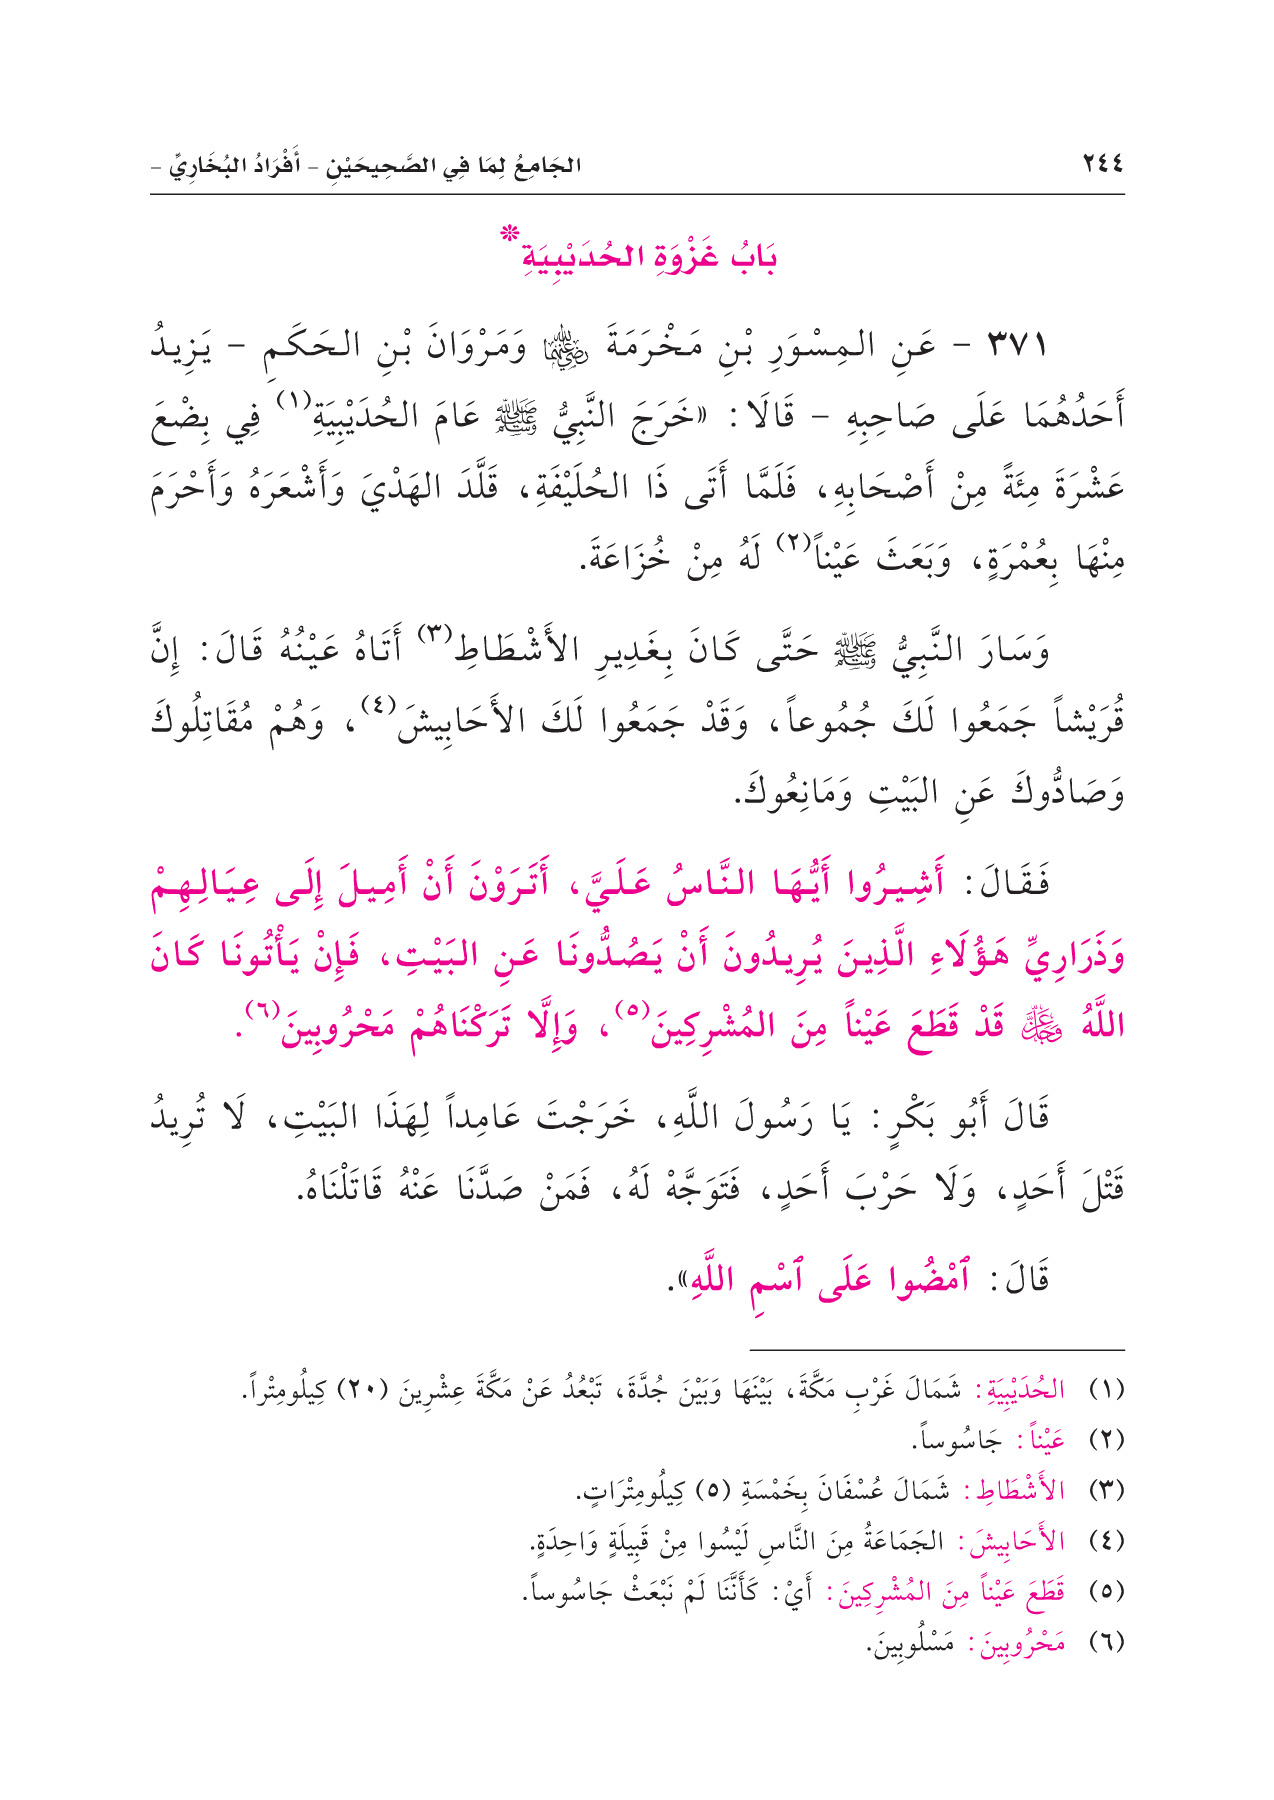 ٢٤٤
الجَامِعُ لِمَا فِي الصَّحِيحَيْنِ – أَفْرَادُ البُخَارِيِّ –
بَابُ غَزْوَةِ الحُدَيْبِيَةِ*
٣٧١ – عَنِ المِسْوَرِ بْنِ مَخْرَمَةَ رضي الله عنهما وَمَرْوَانَ بْنِ الحَكَمِ – يَزِيدُ
أَحَدُهُمَا عَلَى صَاحِبِهِ – قَالَا: «خَرَجَ النَّبِيُّ ﷺ عَامَ الحُدَيْبِيَةِ(١) فِي بِضْعَ
عَشْرَةَ مِئَةً مِنْ أَصْحَابِهِ، فَلَمَّا أَتَى ذَا الحُلَيْفَةِ، قَلَّدَ الهَدْيَ وَأَشْعَرَهُ وَأَحْرَمَ
مِنْهَا بِعُمْرَةٍ، وَبَعَثَ عَيْناً(٢) لَهُ مِنْ خُزَاعَةَ.
وَسَارَ النَّبِيُّ ﷺ حَتَّى كَانَ بِغَدِيرِ الأَشْطَاطِ(٣) أَتَاهُ عَيْنُهُ قَالَ: إِنَّ
قُرَيْشاً جَمَعُوا لَكَ جُمُوعاً، وَقَدْ جَمَعُوا لَكَ الأَحَابِيشَ(٤)، وَهُمْ مُقَاتِلُوكَ
وَصَادُّوكَ عَنِ البَيْتِ وَمَانِعُوكَ.
فَقَالَ: أَشِيرُوا أَيُّهَا النَّاسُ عَلَيَّ، أَتَرَوْنَ أَنْ أَمِيلَ إِلَى عِيَالِهِمْ
وَذَرَارِيِّ هَؤُلَاءِ الَّذِينَ يُرِيدُونَ أَنْ يَصُدُّونَا عَنِ البَيْتِ، فَإِنْ يَأْتُونَا كَانَ
اللَّهُ عز وجل قَدْ قَطَعَ عَيْناً مِنَ المُشْرِكِينَ(٥)، وَإِلَّا تَرَكْنَاهُمْ مَحْرُوبِينَ(٦).
قَالَ أَبُو بَكْرٍ: يَا رَسُولَ اللَّهِ، خَرَجْتَ عَامِداً لِهَذَا البَيْتِ، لَا تُرِيدُ
قَتْلَ أَحَدٍ، وَلَا حَرْبَ أَحَدٍ، فَتَوَجَّهْ لَهُ، فَمَنْ صَدَّنَا عَنْهُ قَاتَلْنَاهُ.
قَالَ: ٱمْضُوا عَلَى ٱسْمِ اللَّهِ».
(١) الحُدَيْبِيَةِ: شَمَالَ غَرْبِ مَكَّةَ، بَيْنَهَا وَبَيْنَ جُدَّةَ، تَبْعُدُ عَنْ مَكَّةَ عِشْرِينَ (٢٠) كِيلُومِتْراً.
(٢) عَيْناً: جَاسُوساً.
(٣) الأَشْطَاطِ: شَمَالَ عُسْفَانَ بِخَمْسَةِ (٥) كِيلُومِتْرَاتٍ.
(٤) الأَحَابِيشَ: الجَمَاعَةُ مِنَ النَّاسِ لَيْسُوا مِنْ قَبِيلَةٍ وَاحِدَةٍ.
(٥) قَطَعَ عَيْناً مِنَ المُشْرِكِينَ: أَيْ: كَأَنَّنَا لَمْ نَبْعَثْ جَاسُوساً.
(٦) مَحْرُوبِينَ: مَسْلُوبِينَ.